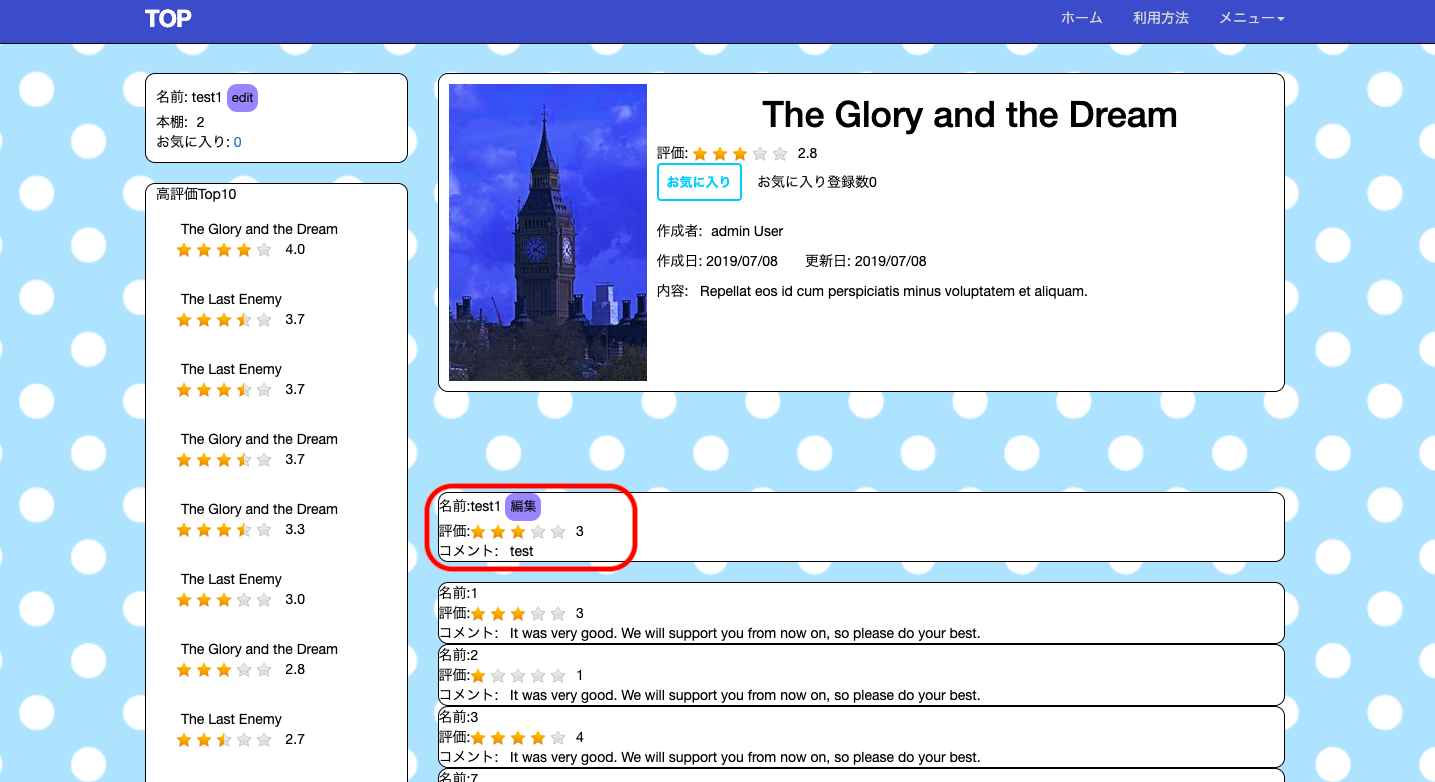 TOP
ホーム 利用方法 メニュー
名前: test1 edit
本棚: 2
お気に入り: 0
高評価Top10
The Glory and the Dream
4.0
The Last Enemy
3.7
The Last Enemy
3.7
The Glory and the Dream
3.7
The Glory and the Dream
3.3
The Last Enemy
3.0
The Glory and the Dream
2.8
The Last Enemy
2.7
The Glory and the Dream
評価: 2.8
お気に入り お気に入り登録数0
作成者: admin User
作成日: 2019/07/08 更新日: 2019/07/08
内容: Repellat eos id cum perspiciatis minus voluptatem et aliquam.
名前:test1 編集
評価: 3
コメント: test
名前:1
評価: 3
コメント: It was very good. We will support you from now on, so please do your best.
名前:2
評価: 1
コメント: It was very good. We will support you from now on, so please do your best.
名前:3
評価: 4
コメント: It was very good. We will support you from now on, so please do your best.
名前:7